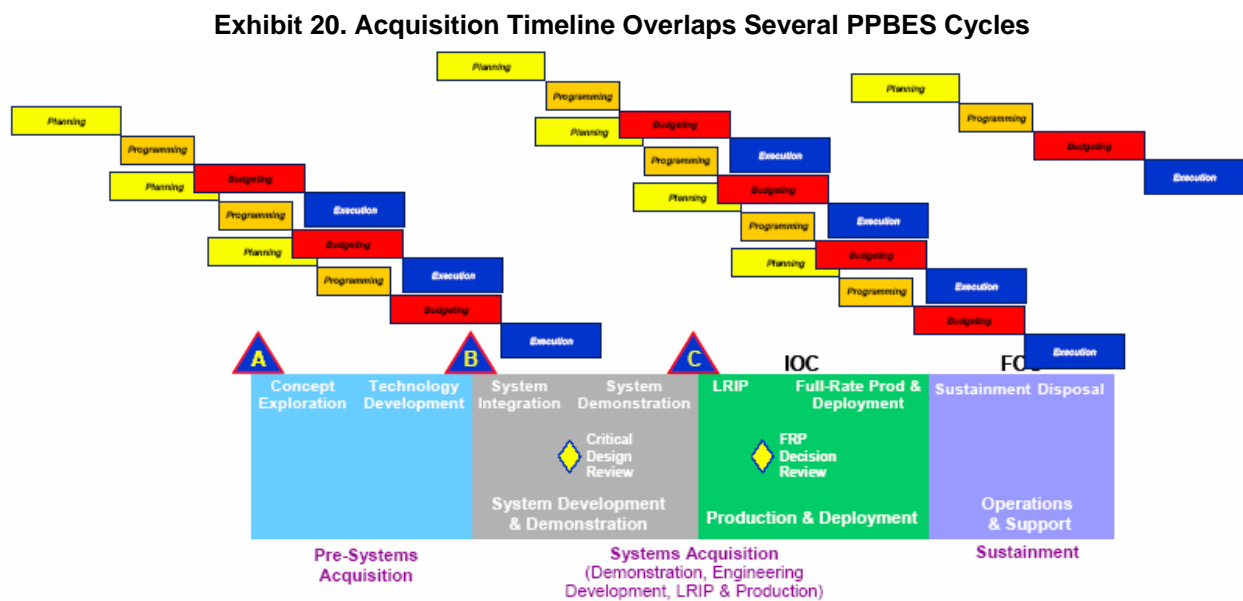 Exhibit 20. Acquisition Timeline Overlaps Several PPBES Cycles
Planning
Programming
Planning
Budgeting
Programming
Execution
Planning
Budgeting
Programming
Execution
Budgeting
Execution
Planning
Programming
Planning
Budgeting
Programming
Execution
Planning
Budgeting
Programming
Execution
Planning
Budgeting
Programming
Execution
Budgeting
Execution
Planning
Programming
Budgeting
Execution
A
B
C
IOC
Concept
Exploration
Technology
Development
System
Integration
System
Demonstration
LRIP
Full-Rate Prod &
Deployment
Sustainment Disposal
Critical
Design
Review
FRP
Decision
Review
System Development
& Demonstration
Production & Deployment
Operations
& Support
Pre-Systems
Acquisition
Systems Acquisition
(Demonstration, Engineering
Development, LRIP & Production)
Sustainment